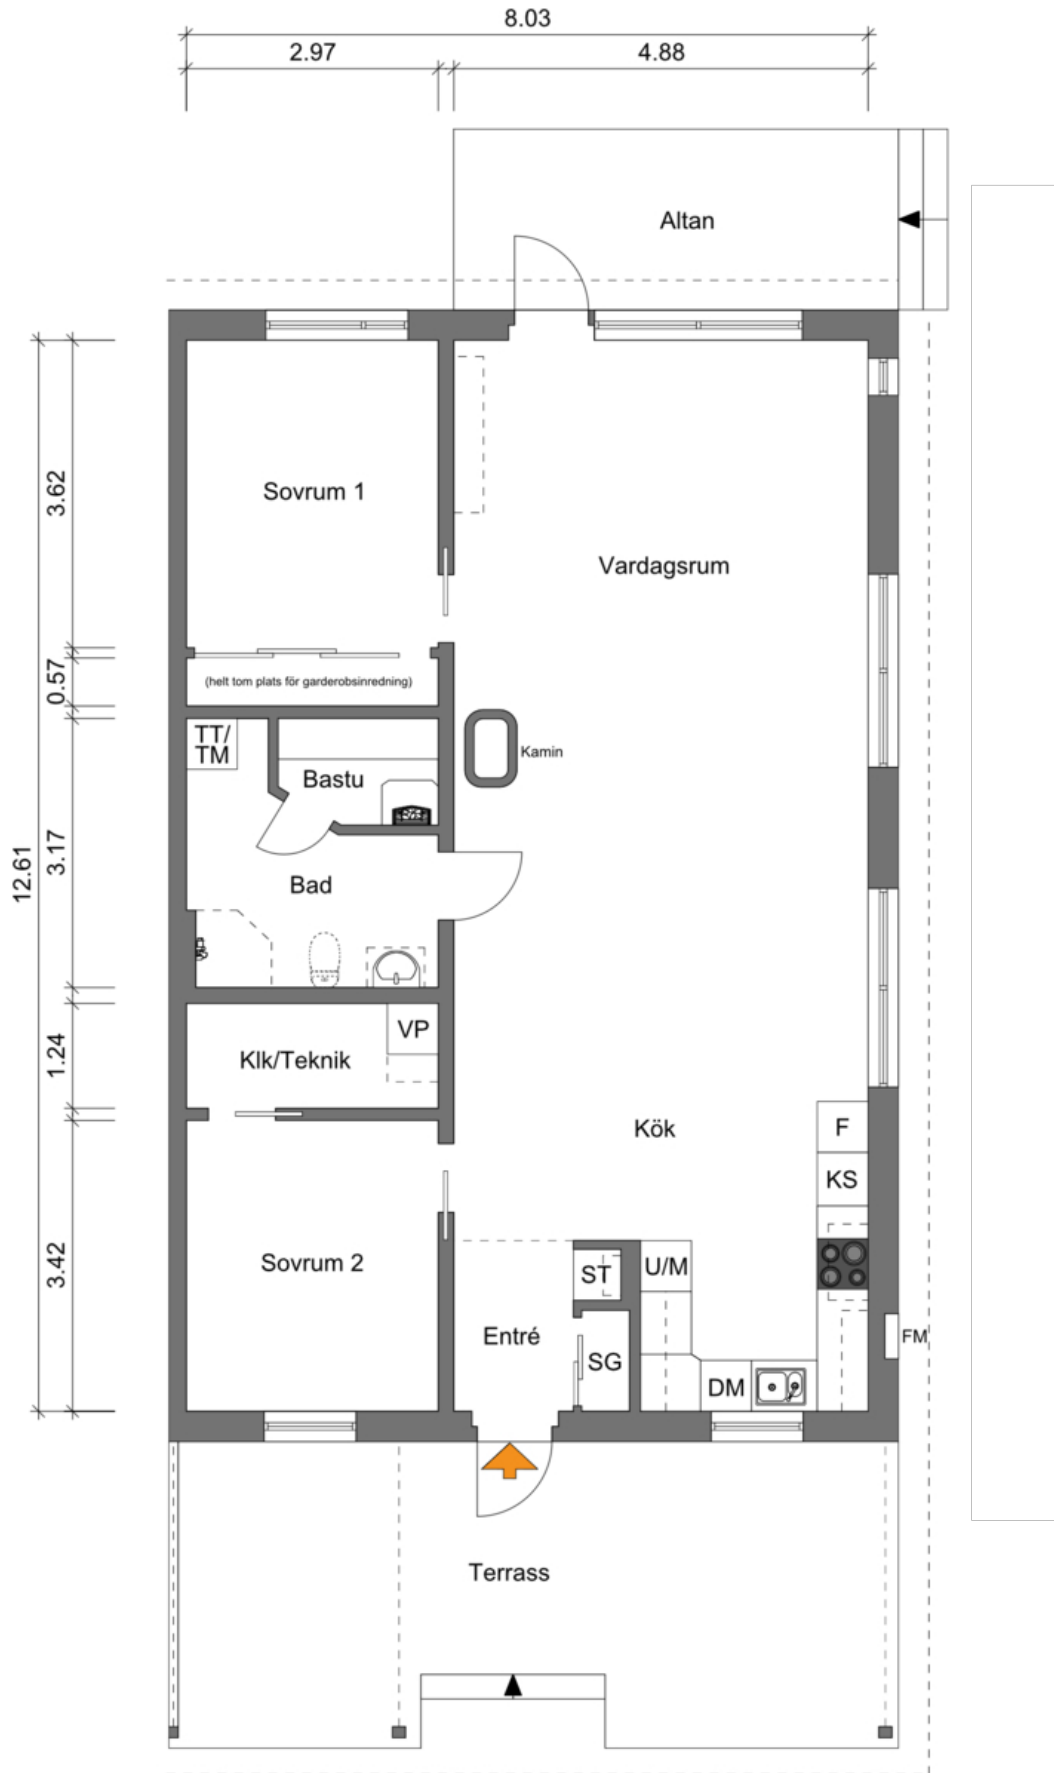 8.03
2.97
4.88
Altan
3.62
Sovrum 1
Vardagsrum
0.57
(helt tom plats för garderobsinredning)
TT/
TM
Kamin
Bastu
12.61
3.17
Bad
VP
1.24
Klk/Teknik
Kök
F
KS
3.42
Sovrum 2
ST
U/M
Entré
FM
SG
DM
Terrass